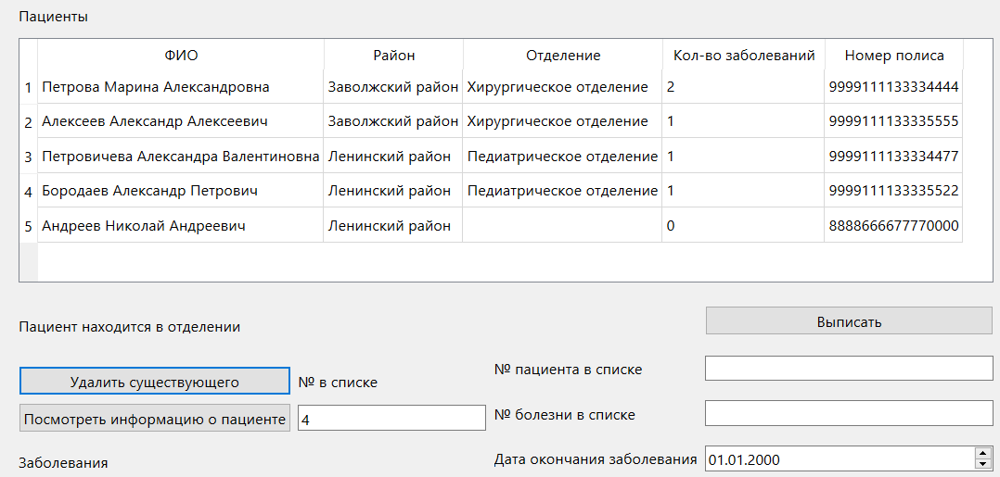 Пациенты
ФИО Район Отделение Кол-во заболеваний Номер полиса
1 Петрова Марина Александровна Заволжский район Хирургическое отделение 2 9999111133334444
2 Алексеев Александр Алексеевич Заволжский район Хирургическое отделение 1 9999111133335555
3 Петровичева Александра Валентиновна Ленинский район Педиатрическое отделение 1 9999111133334477
4 Бородаев Александр Петрович Ленинский район Педиатрическое отделение 1 9999111133335522
5 Андреев Николай Андреевич Ленинский район 0 8888666677770000
Пациент находится в отделении
Выписать
Удалить существующего № в списке
№ пациента в списке
Посмотреть информацию о пациенте 4
№ болезни в списке
Заболевания
Дата окончания заболевания 01.01.2000